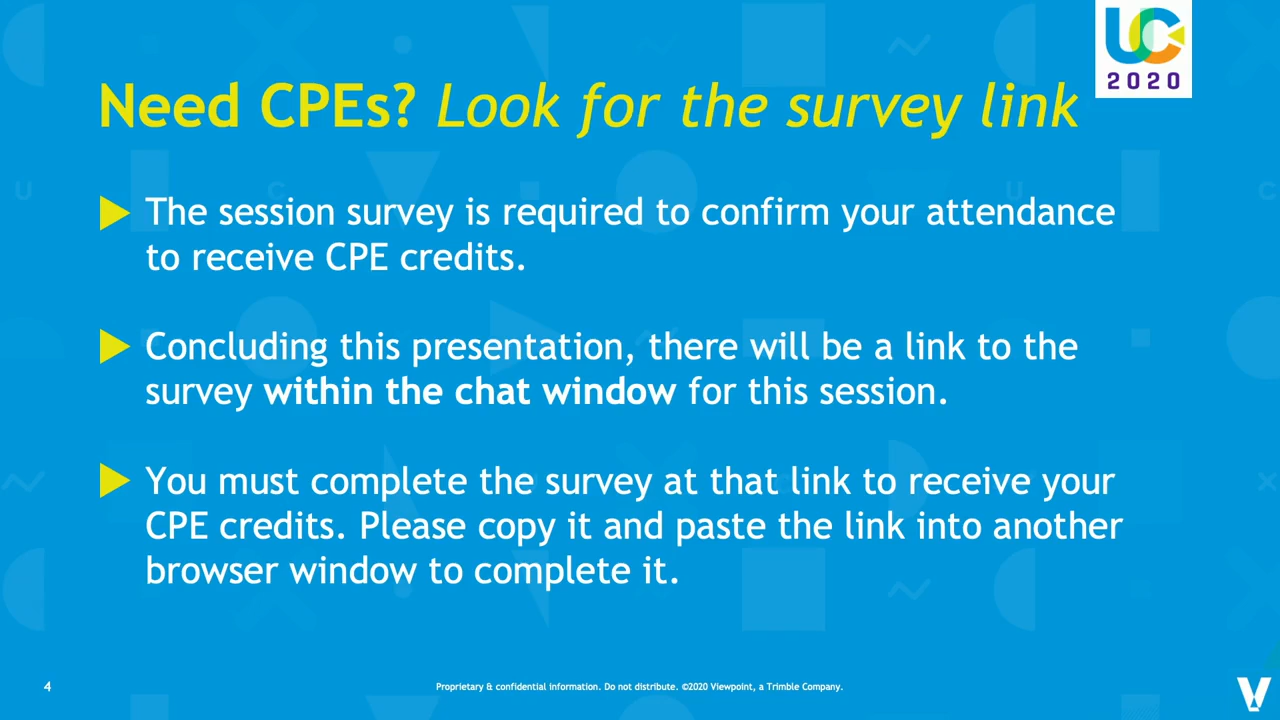 UC
2020
Need CPEs? Look for the survey link
The session survey is required to confirm your attendance
to receive CPE credits.
Concluding this presentation, there will be a link to the
survey within the chat window for this session.
You must complete the survey at that link to receive your
CPE credits. Please copy it and paste the link into another
browser window to complete it.
4
Proprietary & confidential information. Do not distribute. ©2020 Viewpoint, a Trimble Company.